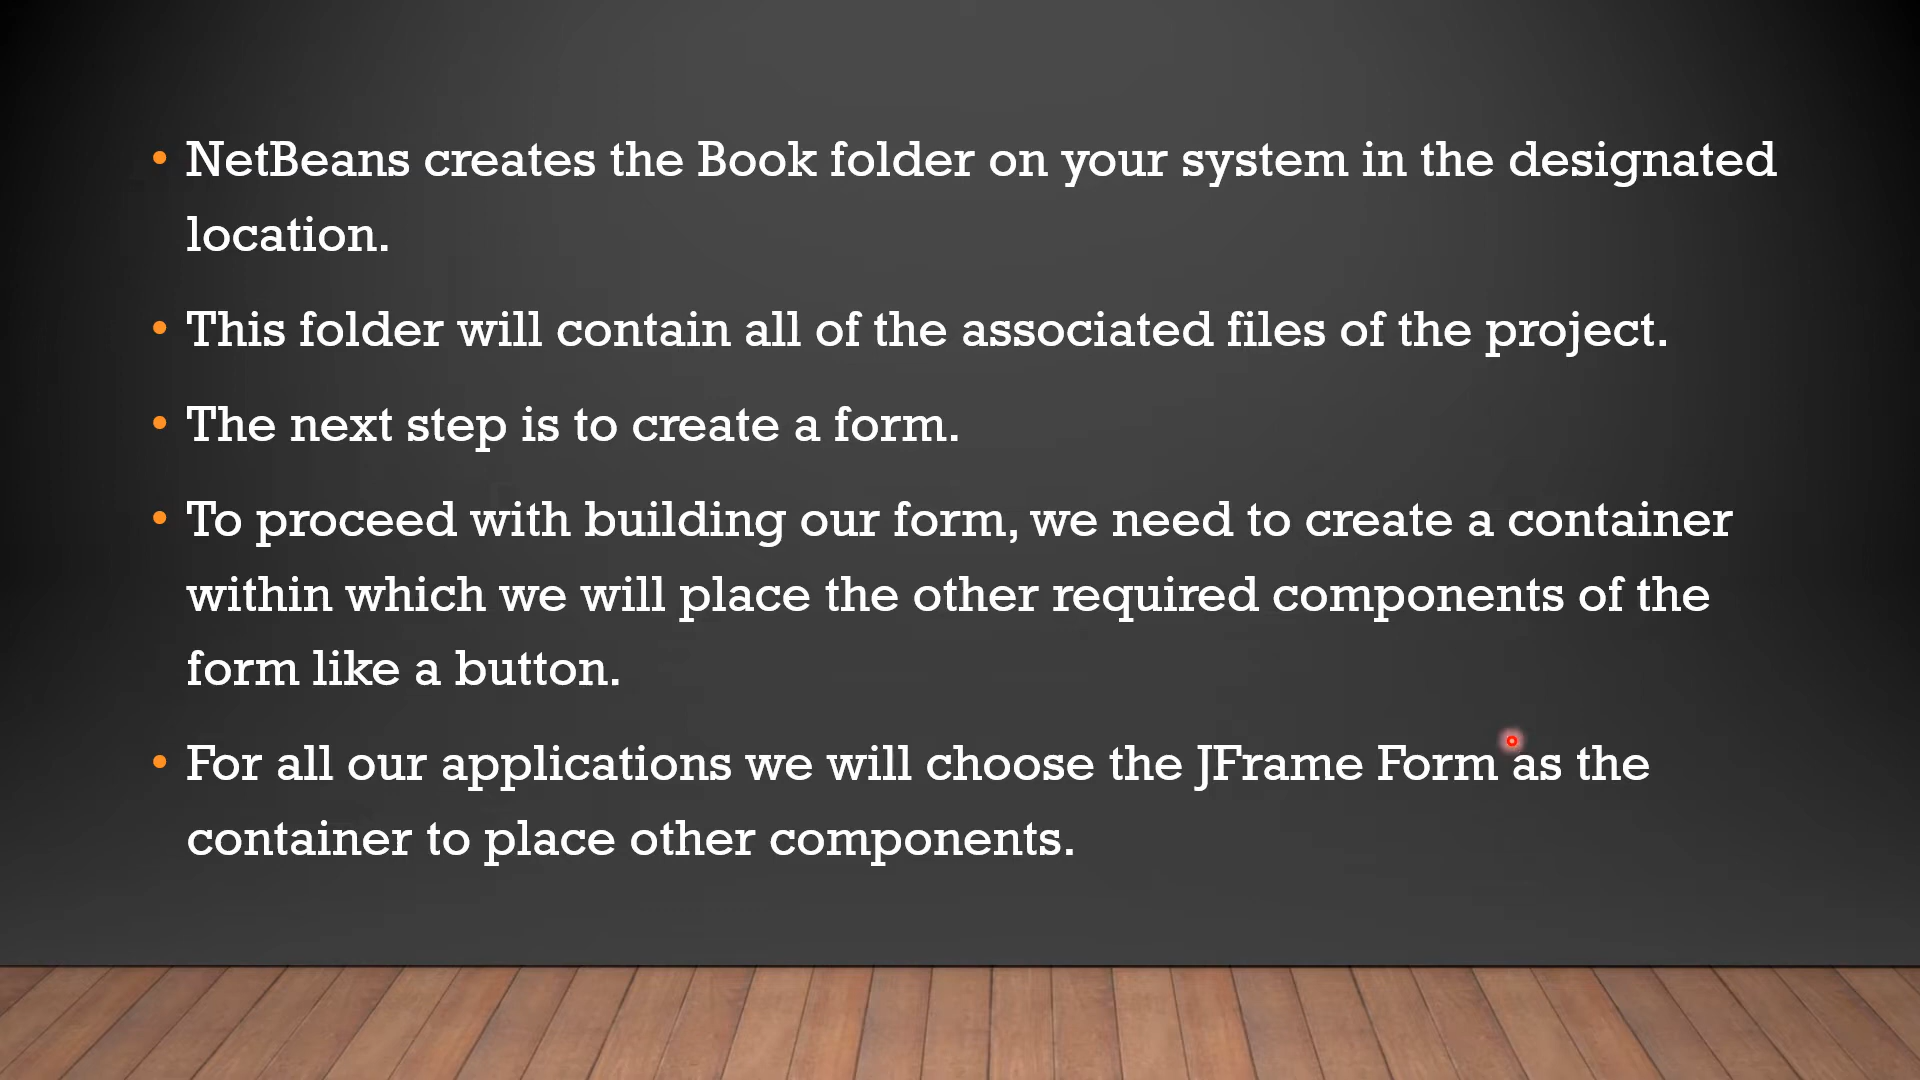 • NetBeans creates the Book folder on your system in the designated
location.
• This folder will contain all of the associated files of the project.
• The next step is to create a form.
• To proceed with building our form, we need to create a container
within which we will place the other required components of the
form like a button.
• For all our applications we will choose the JFrame Form as the
container to place other components.